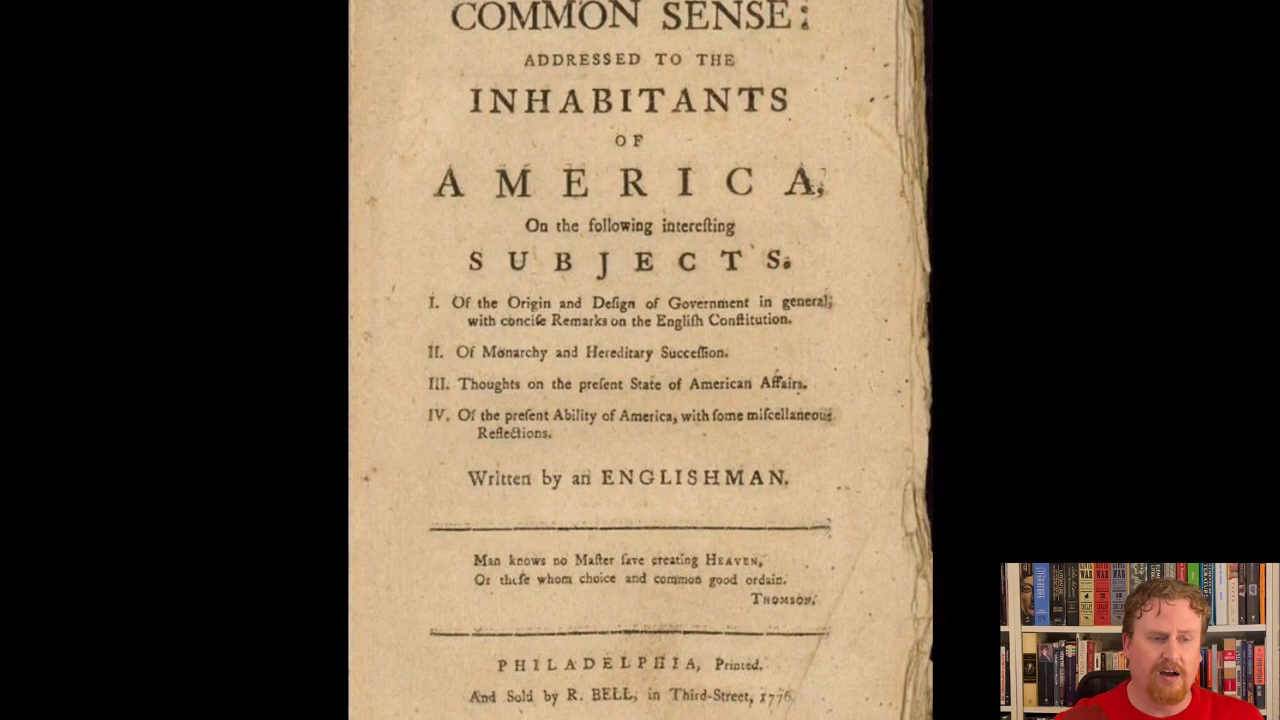 COMMON SENSE:
ADDRESSED TO THE
INHABITANTS
OF
AMERICA,
On the following intereſting
SUBJECTS.
I. Of the Origin and Deſign of Government in general;
with conciſe Remarks on the Engliſh Conſtitution.
II. Of Monarchy and Hereditary Succeſſion.
III. Thoughts on the preſent State of American Affairs.
IV. Of the preſent Ability of America, with ſome miſcellaneous
Reflections.
Written by an ENGLISHMAN.
Man knows no Maſter ſave creating HEAVEN,
Or thoſe whom choice and common good ordain.
THOMSON.
PHILADELPHIA, Printed.
And Sold by R. BELL, in Third-Street, 1776.
LITERATURE
CIVIL WAR